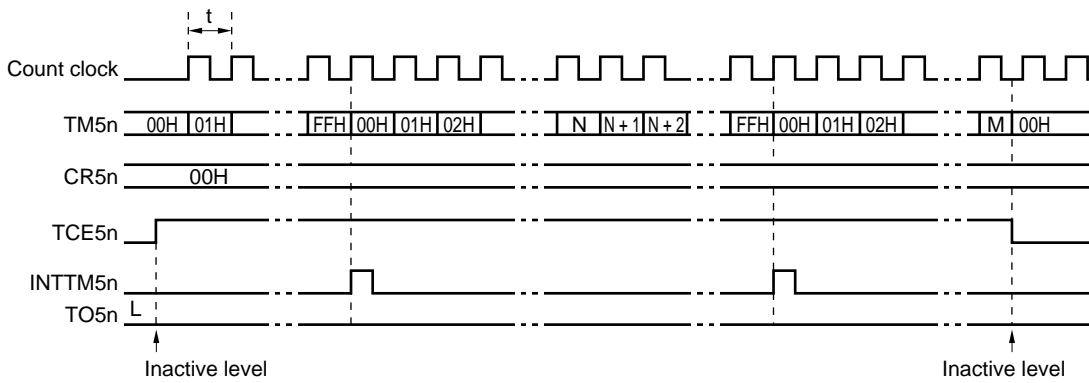 t
Count clock
TM5n 00H 01H FFH 00H 01H 02H N N + 1 N + 2 FFH 00H 01H 02H M 00H
CR5n 00H
TCE5n
INTTM5n
TO5n L
Inactive level Inactive level